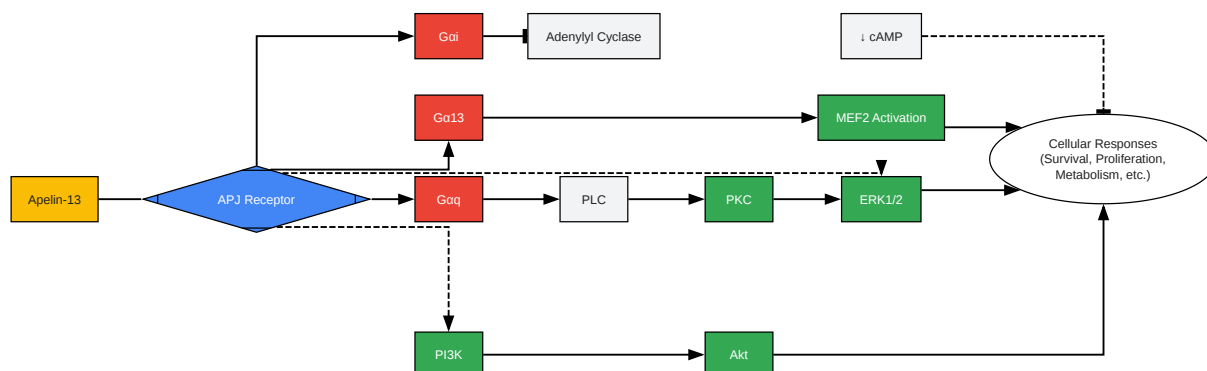 Gαi
Adenylyl Cyclase
↓ cAMP
Gα13
MEF2 Activation
Cellular Responses
(Survival, Proliferation,
Metabolism, etc.)
Apelin-13
APJ Receptor
Gαq
PLC
PKC
ERK1/2
PI3K
Akt